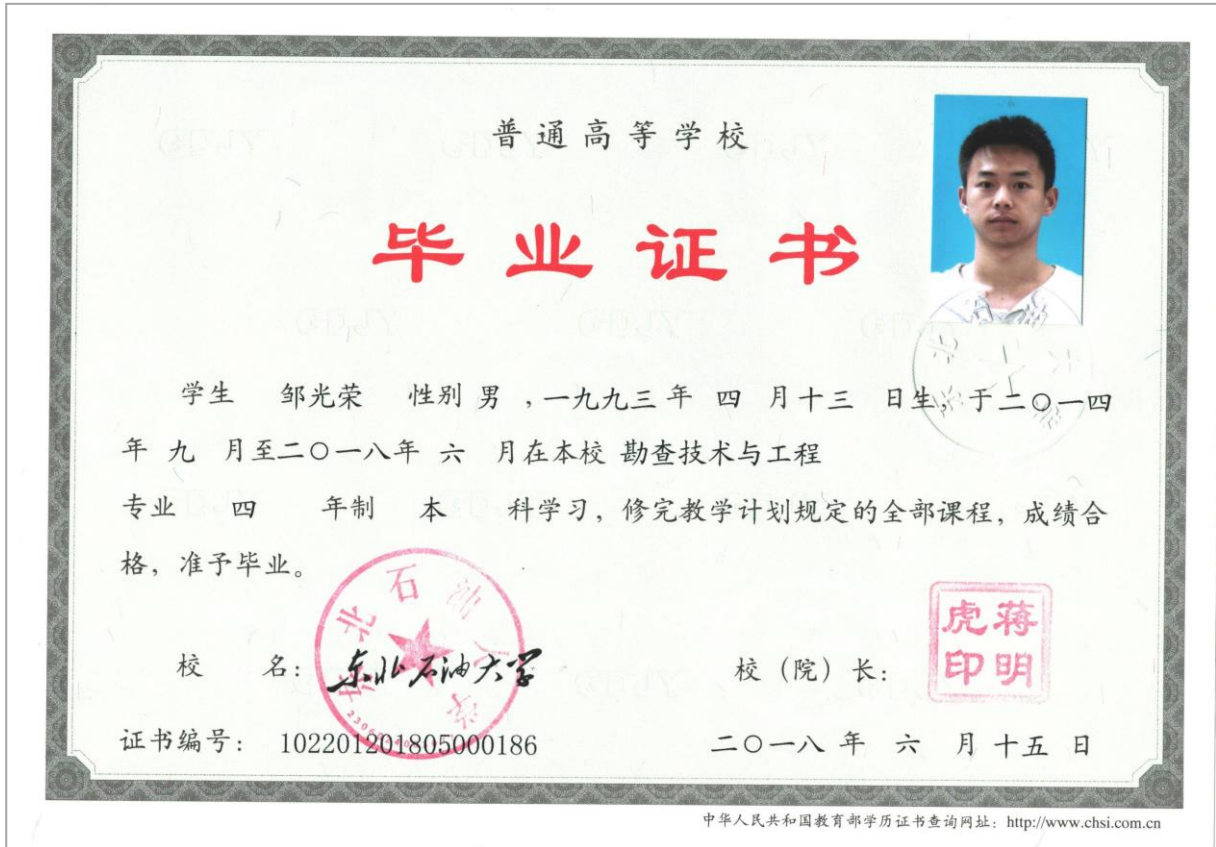 普通高等学校
毕业证书
学生 邹光荣 性别 男 ,一九九三 年 四 月十三 日生,于二〇一四
年 九 月至二〇一八年 六 月在本校 勘查技术与工程
专业 四 年制 本 科学习，修完教学计划规定的全部课程，成绩合
格，准予毕业。
校 名： 东北石油大学
东北石油大学
校（院）长：
蒋明
虎印
证书编号： 102201201805000186
二〇一八 年 六 月 十五 日
中华人民共和国教育部学历证书查询网址：http://www.chsi.com.cn